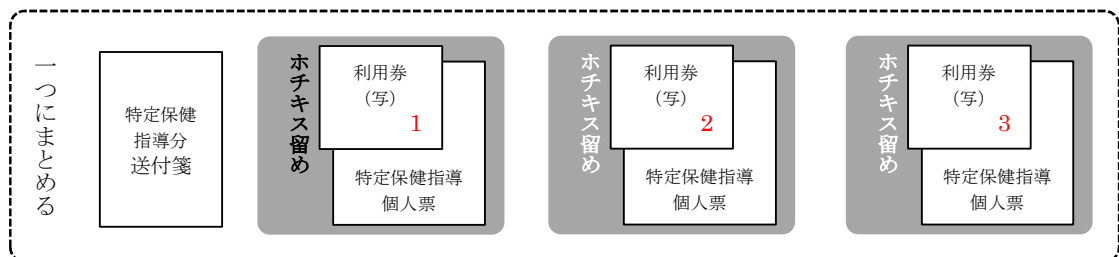 一つにまとめる
特定保健
指導分
送付箋
ホチキス留め
利用券
（写）
1
特定保健指導
個人票
ホチキス留め
利用券
（写）
2
特定保健指導
個人票
ホチキス留め
利用券
（写）
3
特定保健指導
個人票